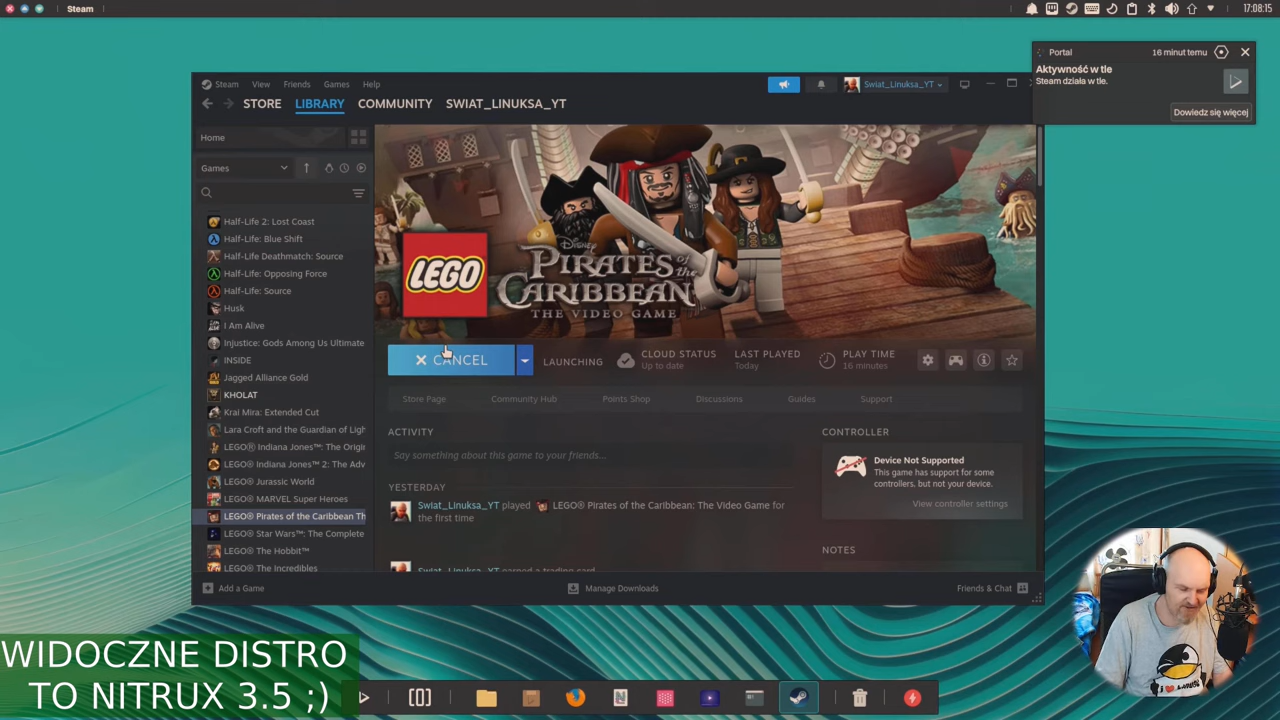 Steam
17:08:15
Portal
16 minut temu
Aktywność w tle
Steam działa w tle.
Dowiedz się więcej
Steam View Friends Games Help
Swiat_Linuksa_YT
STORE LIBRARY COMMUNITY SWIAT_LINUKSA_YT
Home
Games
Half-Life 2: Lost Coast
Half-Life: Blue Shift
Half-Life Deathmatch: Source
Half-Life: Opposing Force
Half-Life: Source
Husk
I Am Alive
Injustice: Gods Among Us Ultimate
INSIDE
Jagged Alliance Gold
KHOLAT
Krai Mira: Extended Cut
Lara Croft and the Guardian of Ligh
LEGO® Indiana Jones™: The Origin
LEGO® Indiana Jones™ 2: The Adv
LEGO® Jurassic World
LEGO® MARVEL Super Heroes
LEGO® Pirates of the Caribbean Th
LEGO® Star Wars™: The Complete
LEGO® The Hobbit™
LEGO® The Incredibles
LEGO
Disney
PIRATES of the
CARIBBEAN
THE VIDEO GAME
CANCEL
LAUNCHING
CLOUD STATUS
Up to date
LAST PLAYED
Today
PLAY TIME
16 minutes
Store Page Community Hub Points Shop Discussions Guides Support
ACTIVITY
Say something about this game to your friends...
YESTERDAY
Swiat_Linuksa_YT played LEGO® Pirates of the Caribbean: The Video Game for
the first time
Swiat_Linuksa_YT earned a trading card
CONTROLLER
Device Not Supported
This game has support for some
controllers, but not your device.
View controller settings
NOTES
Add a Game
Manage Downloads
Friends & Chat
WIDOCZNE DISTRO
TO NITRUX 3.5 ;)